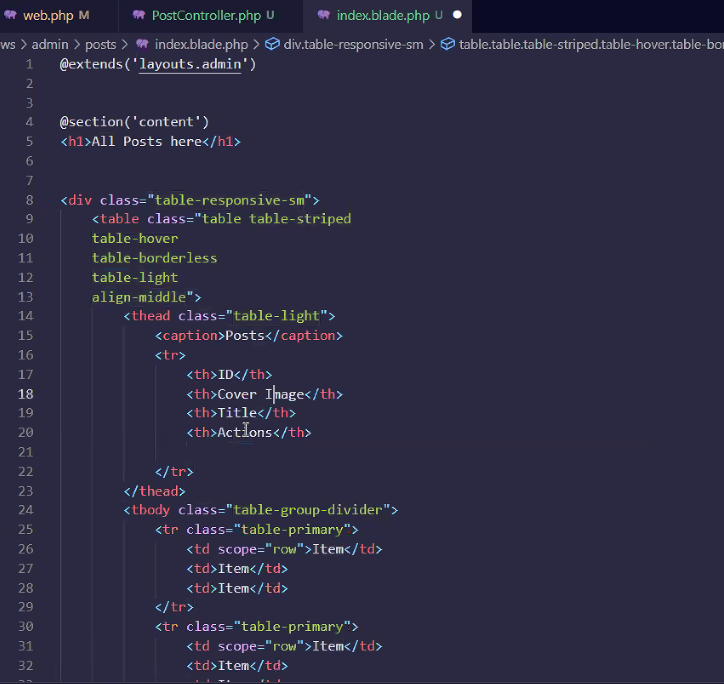 web.php M
PostController.php U
index.blade.php U
ws > admin > posts > index.blade.php > div.table-responsive-sm > table.table.table-striped.table-hover.table-bor
1 @extends('layouts.admin')
2
3
4 @section('content')
5 <h1>All Posts here</h1>
6
7
8 <div class="table-responsive-sm">
9 <table class="table table-striped
10 table-hover
11 table-borderless
12 table-light
13 align-middle">
14 <thead class="table-light">
15 <caption>Posts</caption>
16 <tr>
17 <th>ID</th>
18 <th>Cover Image</th>
19 <th>Title</th>
20 <th>Actions</th>
21
22 </tr>
23 </thead>
24 <tbody class="table-group-divider">
25 <tr class="table-primary">
26 <td scope="row">Item</td>
27 <td>Item</td>
28 <td>Item</td>
29 </tr>
30 <tr class="table-primary">
31 <td scope="row">Item</td>
32 <td>Item</td>